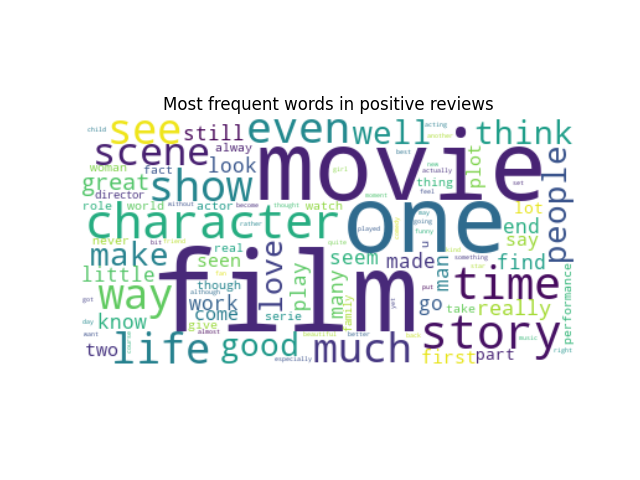 Most frequent words in positive reviews
child
see
still
even
well
acting
another
think
scene
alway
movie
plot
people
woman
fact
look
best
new
actually
great
director
show
girl
thing
feel
set
role
world
without
actor
become
moment
may
lot
character
rather
thought
watch
one
going
funny
end
never
bit
friend
real
quite
played
comedy
u
say
make
seen
love
seem
made
man
kind
something
find
little
far
film
star
way
though
play
many
family
put
time
performance
got
although
work
yet
go
take
really
know
come
serie
story
day
give
want
almost
beautiful
better
back
music
two
course
life
good
much
first
part
right
especially